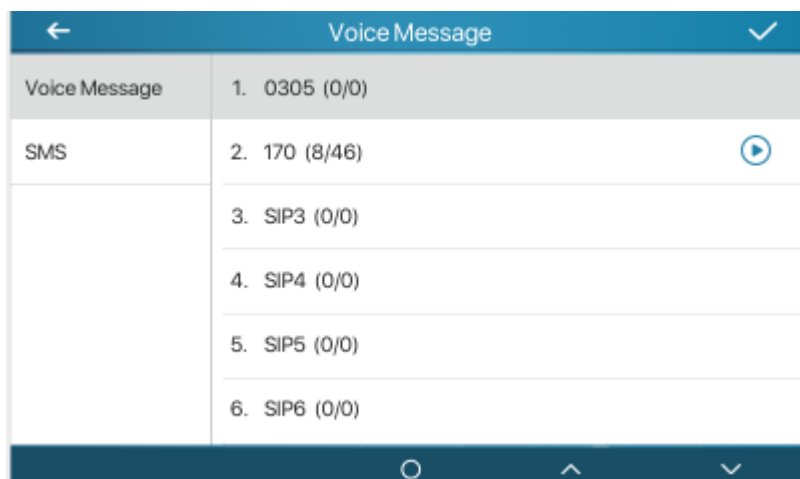 Voice Message
Voice Message
SMS
1. 0305 (0/0)
2. 170 (8/46)
3. SIP3 (0/0)
4. SIP4 (0/0)
5. SIP5 (0/0)
6. SIP6 (0/0)